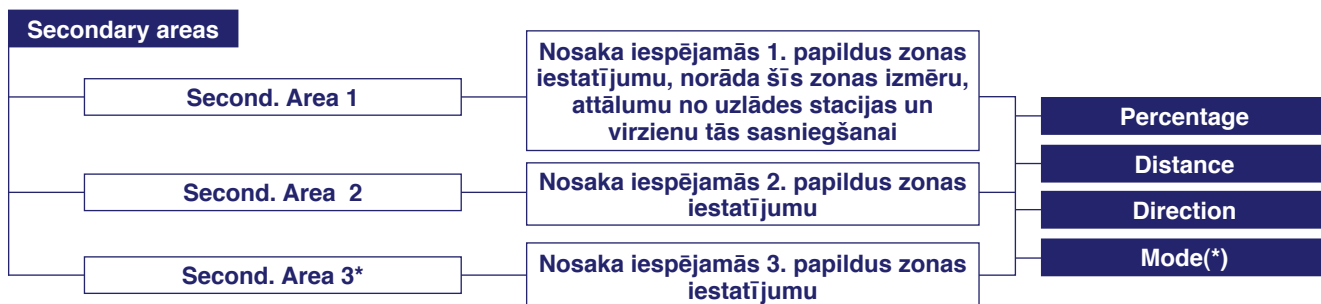 Secondary areas
Second. Area 1
Nosaka iespējamās 1. papildus zonas
iestatījumu, norāda šīs zonas izmēru,
attālumu no uzlādes stacijas un
virzienu tās sasniegšanai
Second. Area  2
Nosaka iespējamās 2. papildus zonas
iestatījumu
Second. Area 3*
Nosaka iespējamās 3. papildus zonas
iestatījumu
Percentage
Distance
Direction
Mode(*)